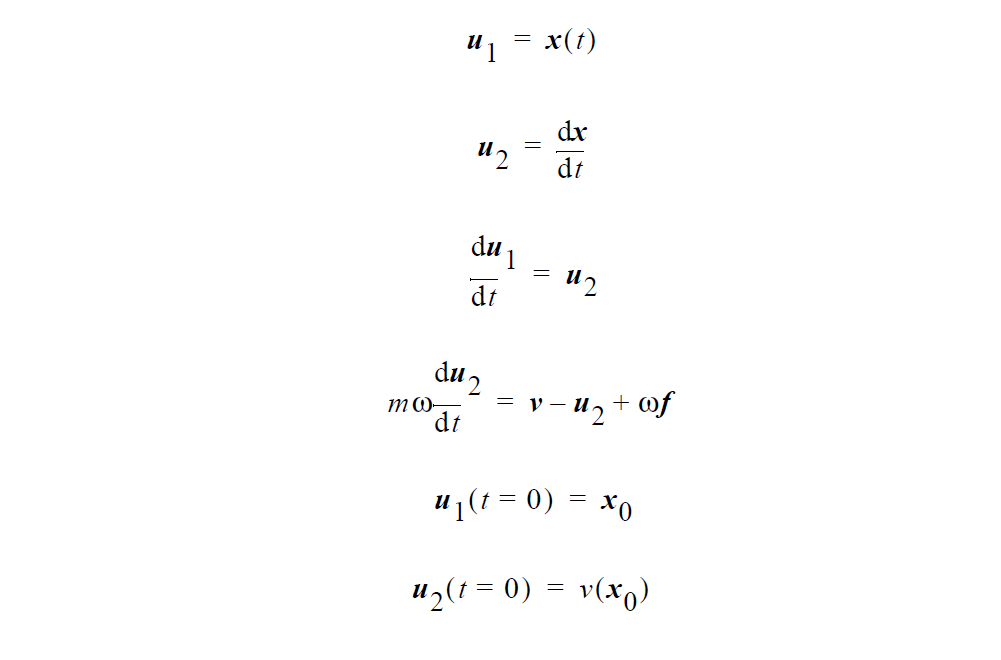 u₁ = x(t)
u₂ = dx/dt
du₁/dt = u₂
mω du₂/dt = v – u₂ + ωf
u₁(t = 0) = x₀
u₂(t = 0) = v(x₀)